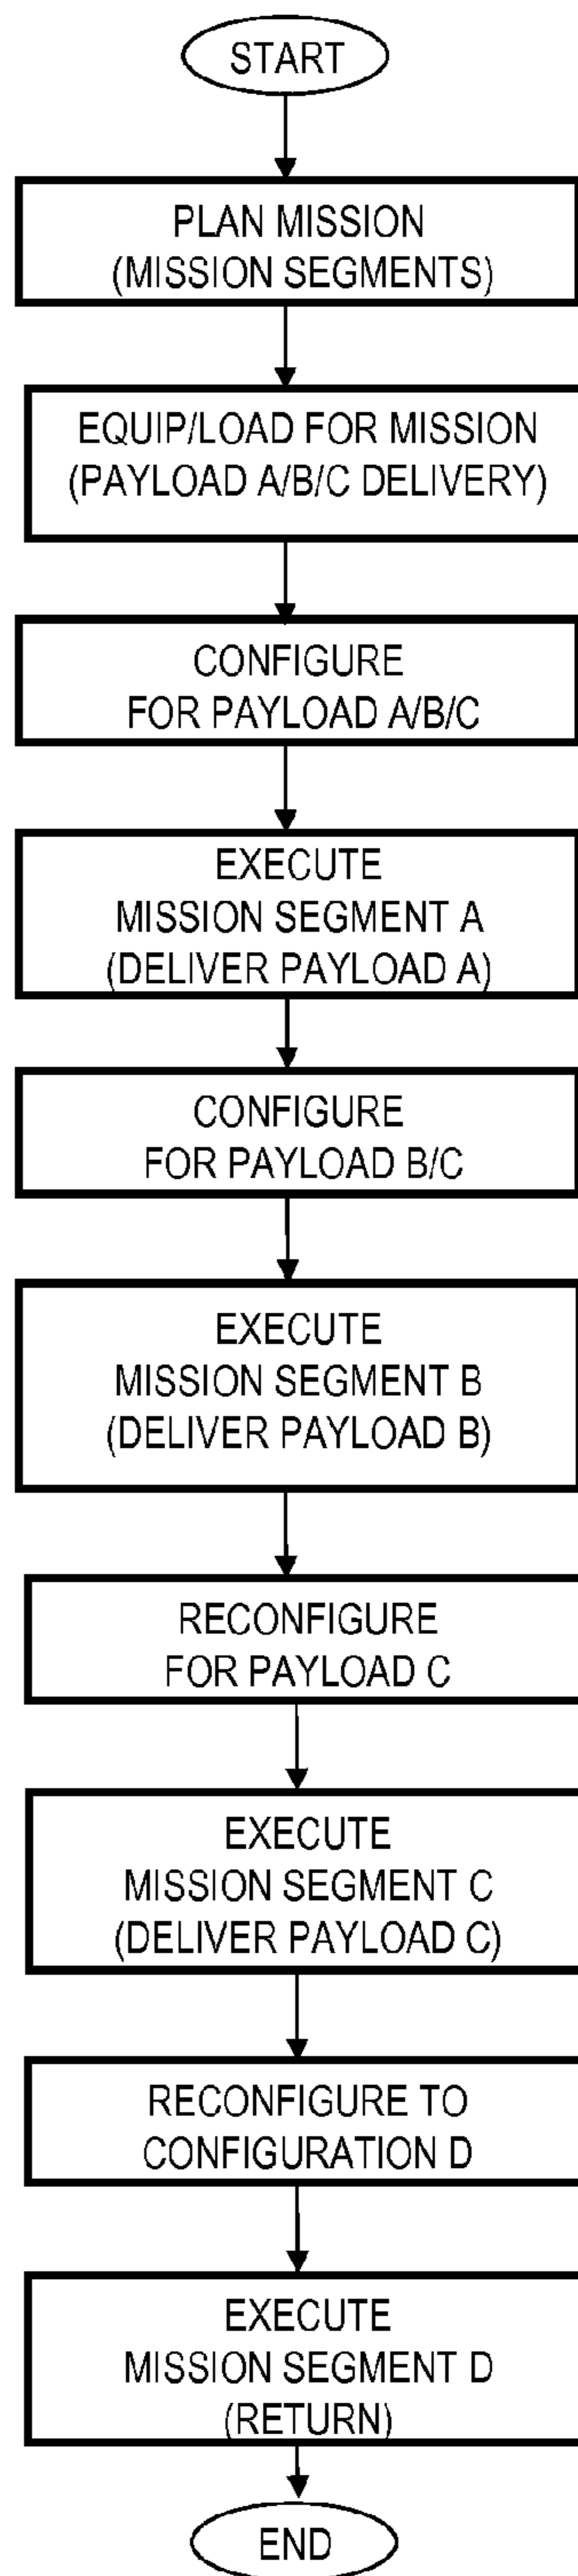 START
PLAN MISSION
(MISSION SEGMENTS)
EQUIP/LOAD FOR MISSION
(PAYLOAD A/B/C DELIVERY)
CONFIGURE
FOR PAYLOAD A/B/C
EXECUTE
MISSION SEGMENT A
(DELIVER PAYLOAD A)
CONFIGURE
FOR PAYLOAD B/C
EXECUTE
MISSION SEGMENT B
(DELIVER PAYLOAD B)
RECONFIGURE
FOR PAYLOAD C
EXECUTE
MISSION SEGMENT C
(DELIVER PAYLOAD C)
RECONFIGURE TO
CONFIGURATION D
EXECUTE
MISSION SEGMENT D
(RETURN)
END